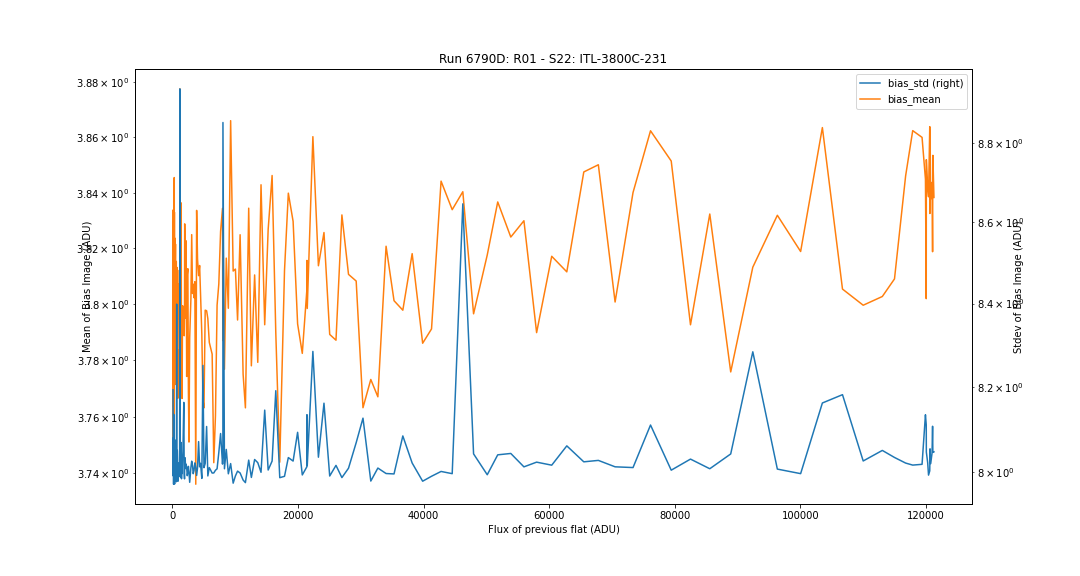 Run 6790D: R01 - S22: ITL-3800C-231
bias_std (right)
bias_mean
3.88 × 10⁰
3.86 × 10⁰
3.84 × 10⁰
3.82 × 10⁰
3.8 × 10⁰
3.78 × 10⁰
3.76 × 10⁰
3.74 × 10⁰
Mean of Bias Image (ADU)
8.8 × 10⁰
8.6 × 10⁰
8.4 × 10⁰
8.2 × 10⁰
8 × 10⁰
Stdev of Bias Image (ADU)
0 20000 40000 60000 80000 100000 120000
Flux of previous flat (ADU)